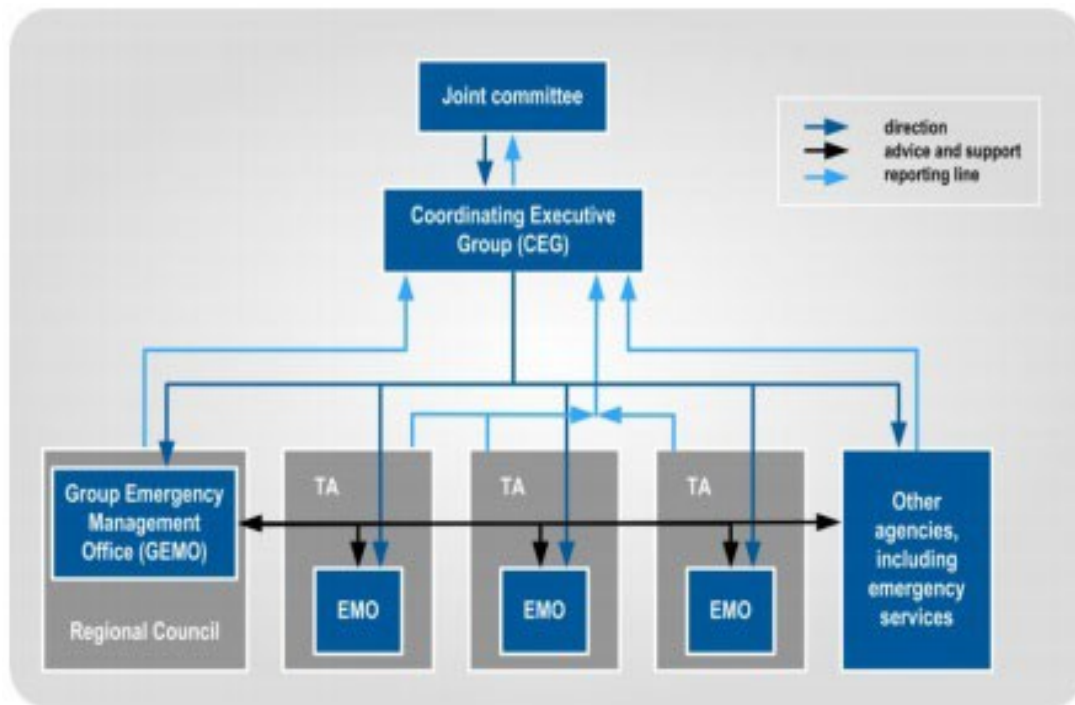 Joint committee
direction
advice and support
reporting line
Coordinating Executive
Group (CEG)
Group Emergency
Management
Office (GEMO)
Regional Council
TA
EMO
TA
EMO
TA
EMO
Other
agencies,
including
emergency
services